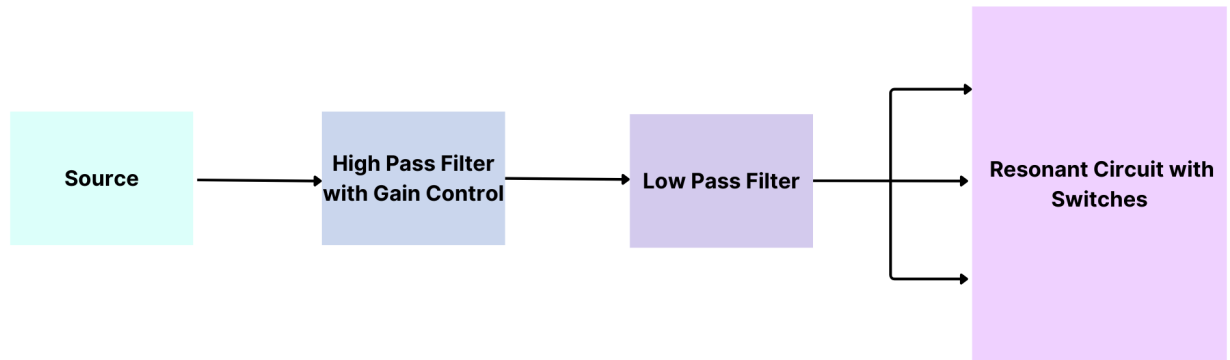 Source
High Pass Filter
with Gain Control
Low Pass Filter
Resonant Circuit with
Switches